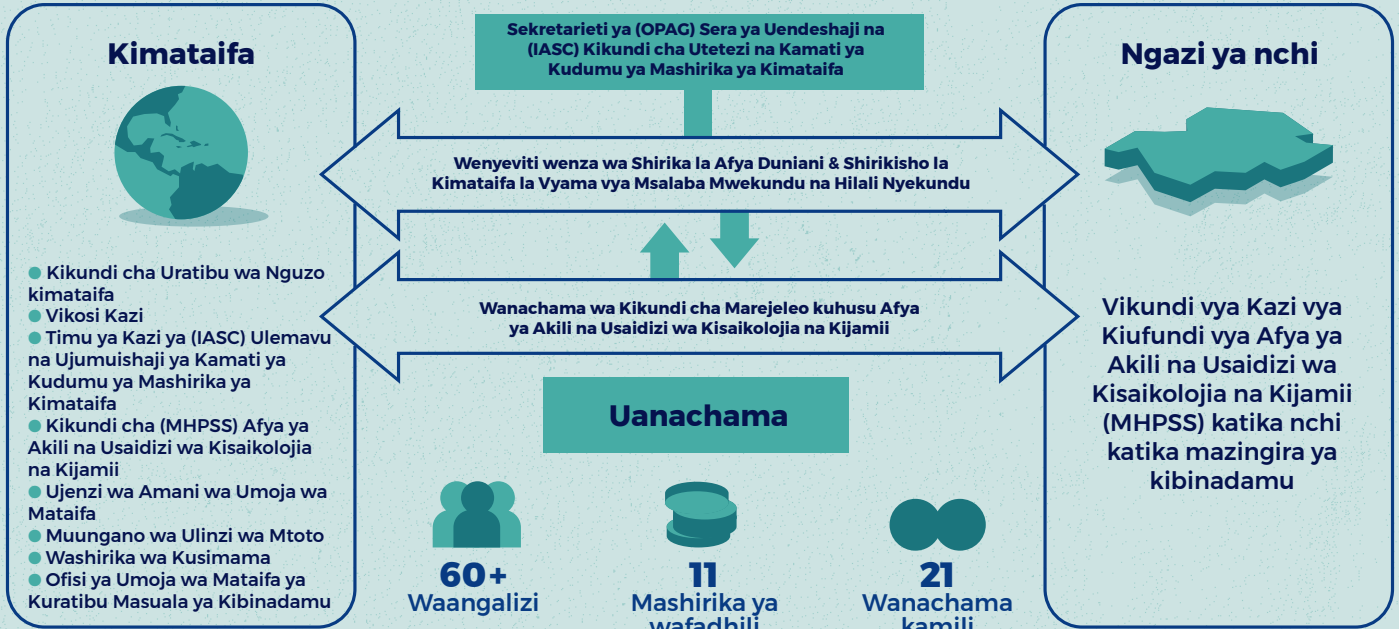 Kimataifa
● Kikundi cha Uratibu wa Nguzo
kimataifa
● Vikosi Kazi
● Timu ya Kazi ya (IASC) Ulemavu
na Ujumuishaji ya Kamati ya
Kudumu ya Mashirika ya
Kimataifa
● Kikundi cha (MHPSS) Afya ya
Akili na Usaidizi wa Kisaikolojia
na Kijamii
● Ujenzi wa Amani wa Umoja wa
Mataifa
● Muungano wa Ulinzi wa Mtoto
● Washirika wa Kusimama
● Ofisi ya Umoja wa Mataifa ya
Kuratibu Masuala ya Kibinadamu
Sekretarieti ya (OPAG) Sera ya Uendeshaji na
(IASC) Kikundi cha Utetezi na Kamati ya
Kudumu ya Mashirika ya Kimataifa
Wenyeviti wenza wa Shirika la Afya Duniani & Shirikisho la
Kimataifa la Vyama vya Msalaba Mwekundu na Hilali Nyekundu
Wanachama wa Kikundi cha Marejeleo kuhusu Afya
ya Akili na Usaidizi wa Kisaikolojia na Kijamii
Uanachama
60+
Waangalizi
11
Mashirika ya
wafadhili
21
Wanachama
kamili
Ngazi ya nchi
Vikundi vya Kazi vya
Kiufundi vya Afya ya
Akili na Usaidizi wa
Kisaikolojia na Kijamii
(MHPSS) katika nchi
katika mazingira ya
kibinadamu